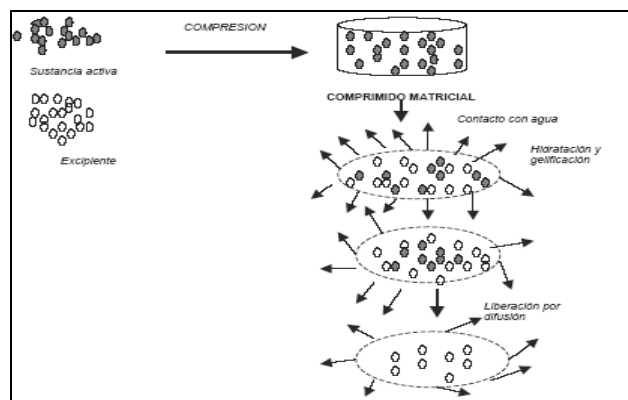 COMPRESION
Sustancia activa
COMPRIMIDO MATRICIAL
Contacto con agua
Excipiente
Hidratación y
gelificación
Liberación por
difusión